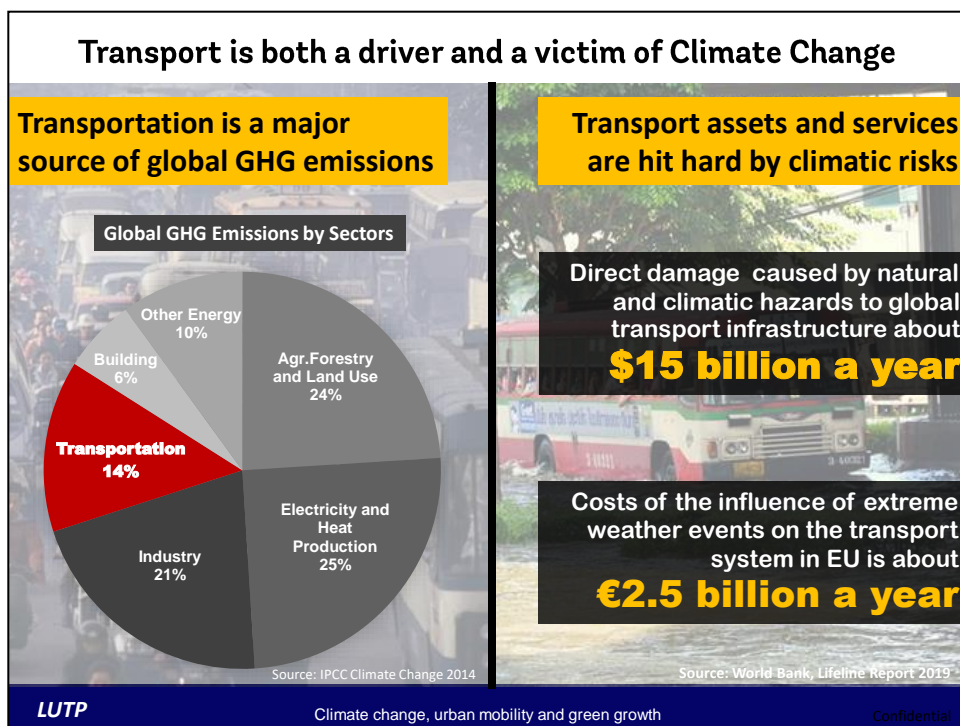 Transport is both a driver and a victim of Climate Change
Transportation is a major
source of global GHG emissions
Global GHG Emissions by Sectors
Other Energy
10%
Building
6%
Agr.Forestry
and Land Use
24%
Transportation
14%
Electricity and
Heat
Production
25%
Industry
21%
Source: IPCC Climate Change 2014
Transport assets and services
are hit hard by climatic risks
Direct damage caused by natural
and climatic hazards to global
transport infrastructure about
$15 billion a year
Costs of the influence of extreme
weather events on the transport
system in EU is about
€2.5 billion a year
Source: World Bank, Lifeline Report 2019
LUTP
Climate change, urban mobility and green growth
Confidential